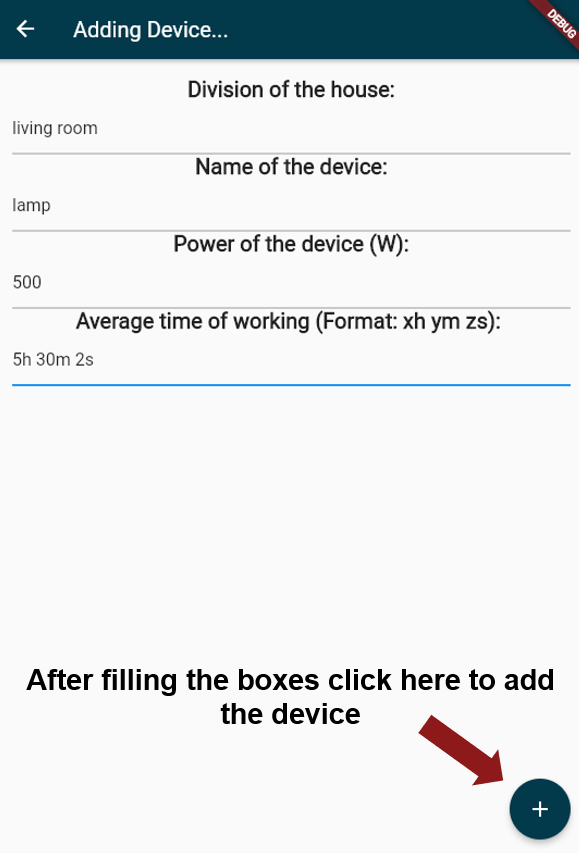 Adding Device...
DEBUG
Division of the house:
living room
Name of the device:
lamp
Power of the device (W):
500
Average time of working (Format: xh ym zs):
5h 30m 2s
After filling the boxes click here to add
the device
+